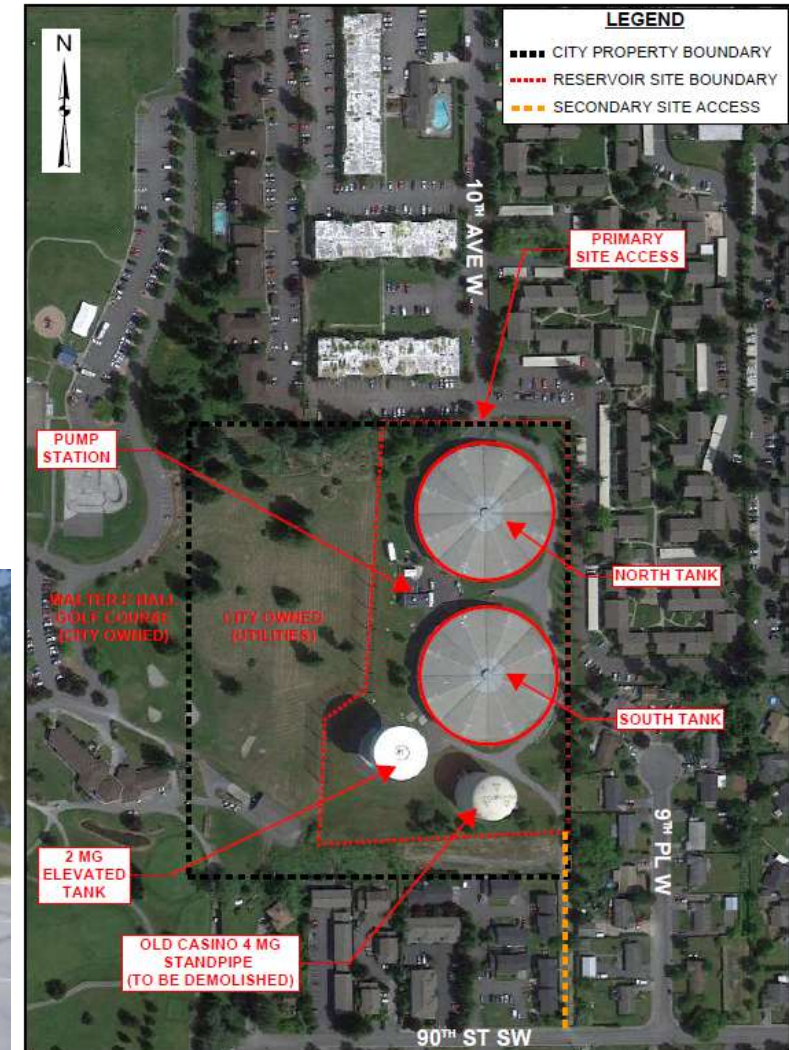 LEGEND
CITY PROPERTY BOUNDARY
RESERVOIR SITE BOUNDARY
SECONDARY SITE ACCESS
N
10TH AVE W
PRIMARY
SITE ACCESS
PUMP
STATION
NORTH TANK
WALTER E HALL
GOLF COURSE
(CITY OWNED)
CITY OWNED
(UTILITIES)
SOUTH TANK
9TH PL W
2 MG
ELEVATED
TANK
OLD CASINO 4 MG
STANDPIPE
(TO BE DEMOLISHED)
90TH ST SW